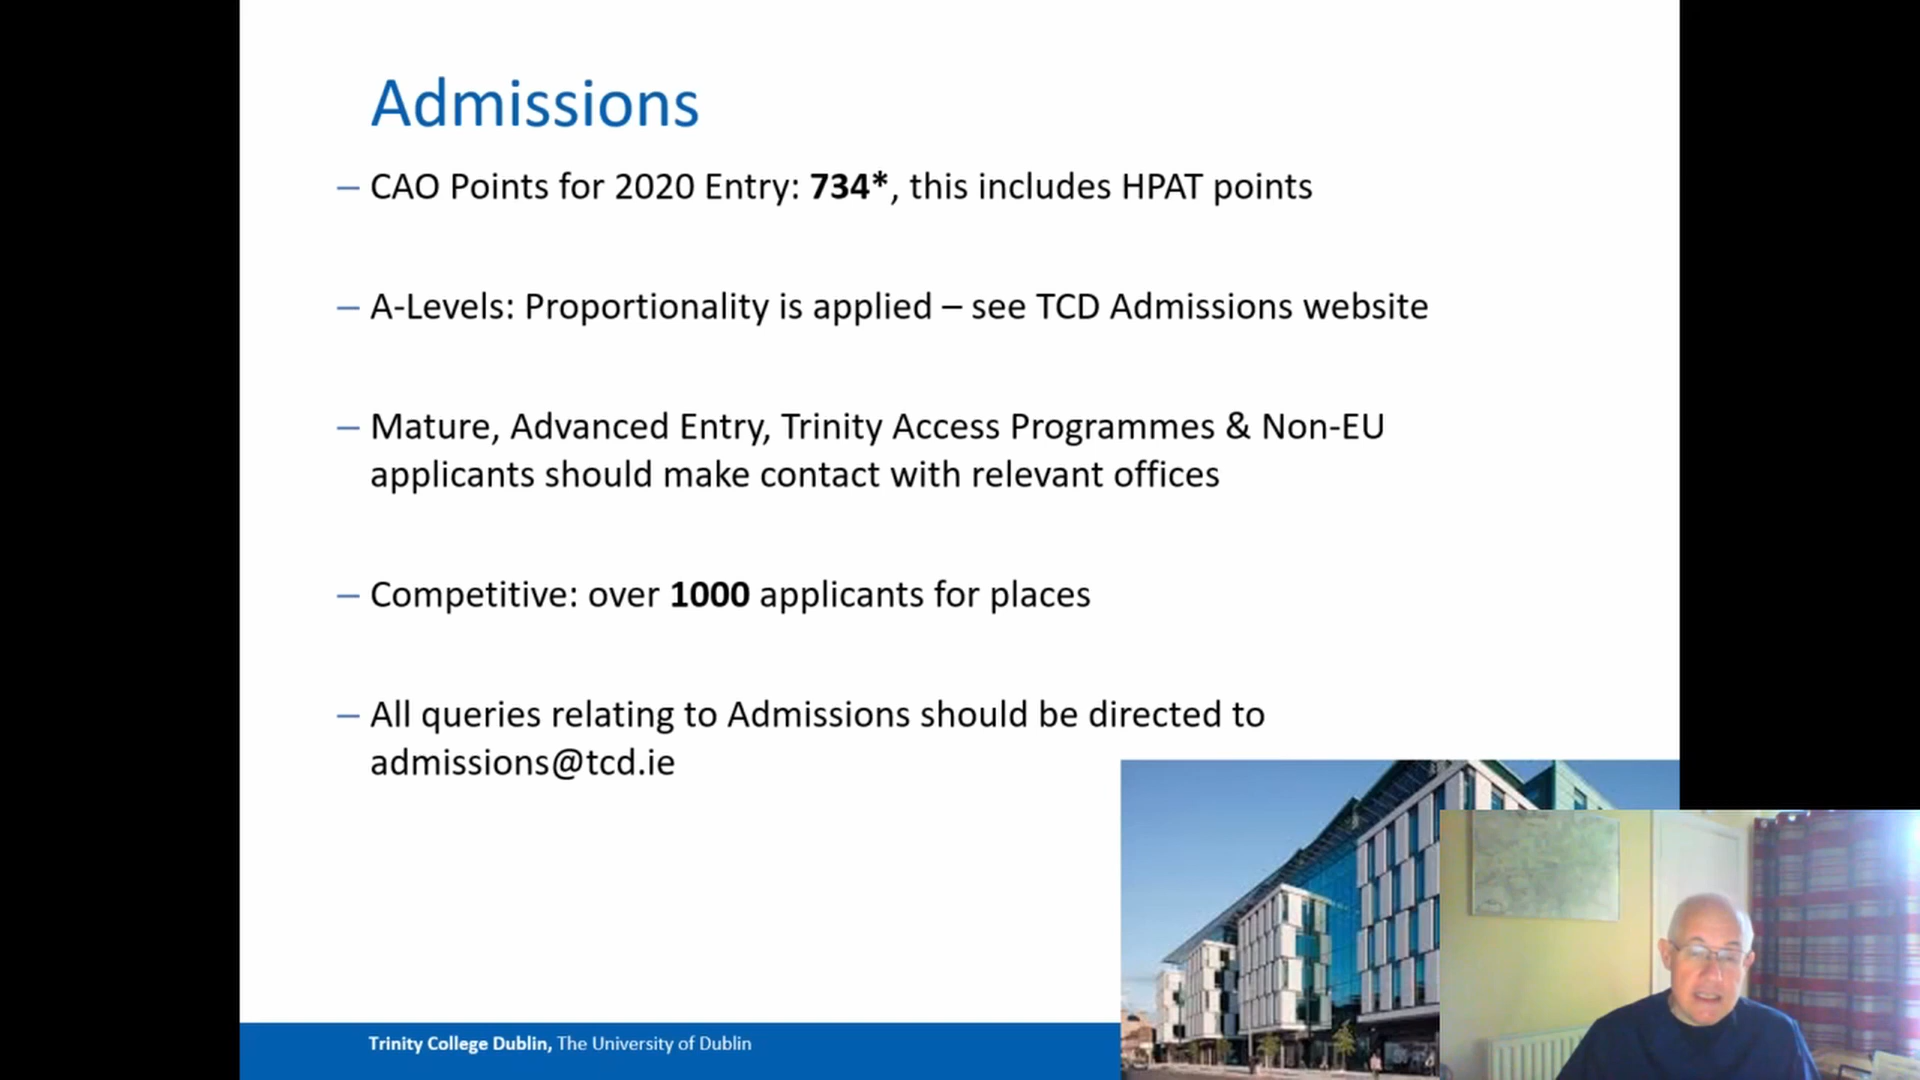 Admissions
– CAO Points for 2020 Entry: 734*, this includes HPAT points
– A-Levels: Proportionality is applied – see TCD Admissions website
– Mature, Advanced Entry, Trinity Access Programmes & Non-EU
applicants should make contact with relevant offices
– Competitive: over 1000 applicants for places
– All queries relating to Admissions should be directed to
admissions@tcd.ie
Trinity College Dublin, The University of Dublin